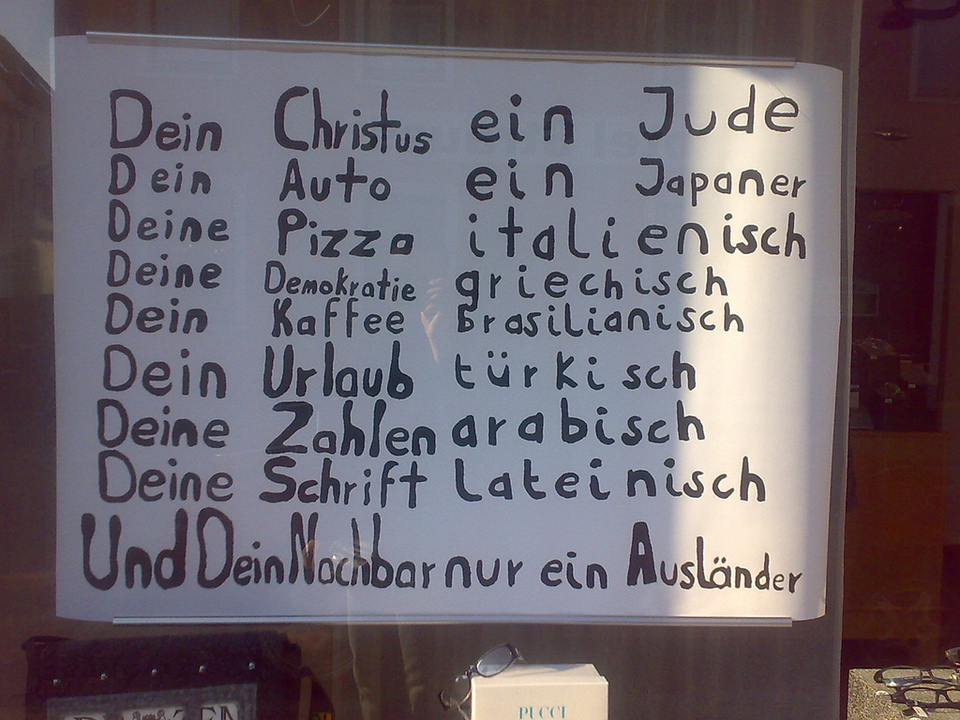 Dein Christus ein Jude
Dein Auto ein Japaner
Deine Pizza italienisch
Deine Demokratie griechisch
Dein Kaffee brasilianisch
Dein Urlaub türkisch
Deine Zahlen arabisch
Deine Schrift Lateinisch
Und Dein Nachbar nur ein Ausländer
PUCCI